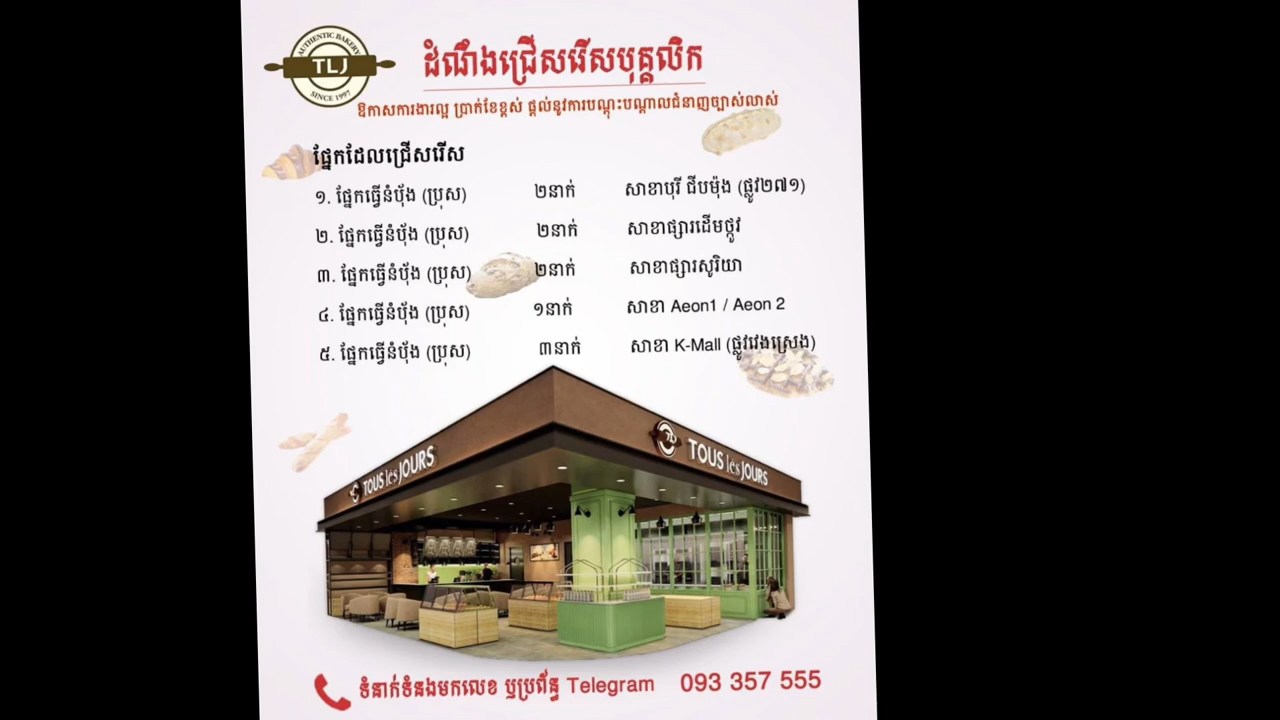 AUTHENTIC BAKERY
TLJ
SINCE 1997
ដំណឹងជ្រើសរើសបុគ្គលិក
ឱកាសការងារល្អ ប្រាក់ខែខ្ពស់ ផ្តល់នូវការបណ្តុះបណ្តាលជំនាញច្បាស់លាស់
ផ្នែកដែលជ្រើសរើស
១. ផ្នែកធ្វើនំបុ័ង (ប្រុស) ២នាក់ សាខាបុរី ជីបម៉ុង (ផ្លូវ២៧១)
២. ផ្នែកធ្វើនំបុ័ង (ប្រុស) ២នាក់ សាខាផ្សារដើមថ្កូវ
៣. ផ្នែកធ្វើនំបុ័ង (ប្រុស) ២នាក់ សាខាផ្សារសូរិយា
៤. ផ្នែកធ្វើនំបុ័ង (ប្រុស) ១នាក់ សាខា Aeon1 / Aeon 2
៥. ផ្នែកធ្វើនំបុ័ង (ប្រុស) ៣នាក់ សាខា K-Mall (ផ្លូវវេងស្រេង)
TOUS les JOURS
TOUS les JOURS
ទំនាក់ទំនងមកលេខ ឬប្រព័ន្ធ Telegram 093 357 555